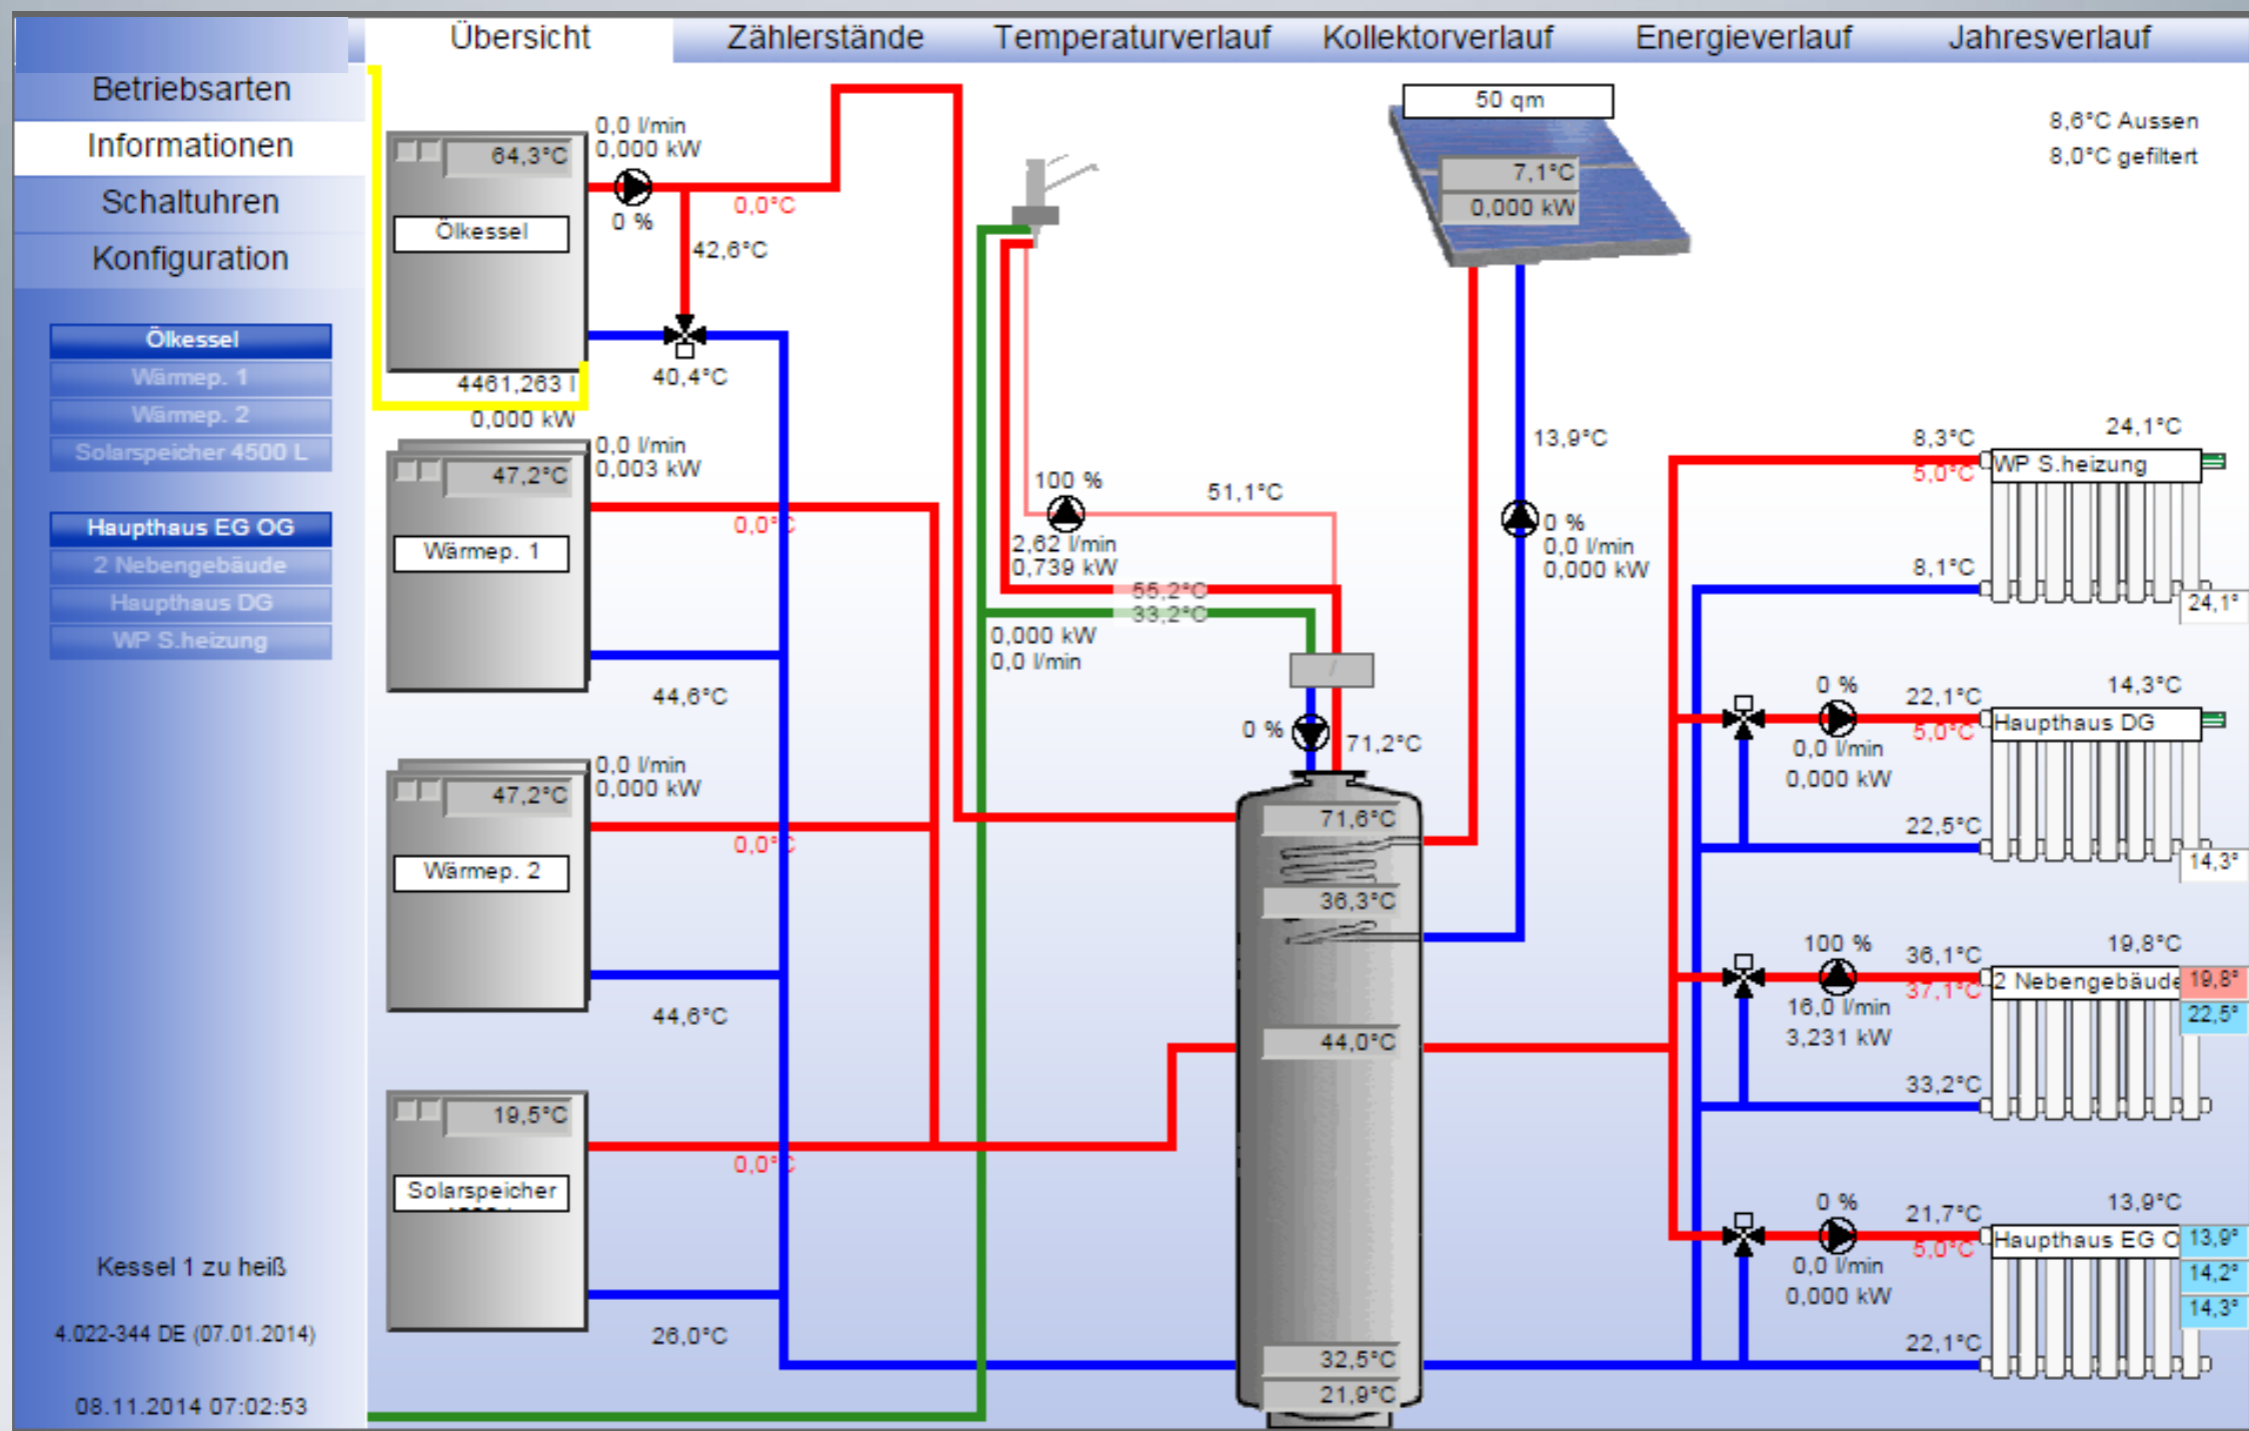 Übersicht
Zählerstände
Temperaturverlauf
Kollektorverlauf
Energieverlauf
Jahresverlauf
Betriebsarten
Informationen
Schaltuhren
Konfiguration
Ölkessel
Wärmep. 1
Wärmep. 2
Solarspeicher 4500 L
Haupthaus EG OG
2 Nebengebäude
Haupthaus DG
WP S.heizung
Kessel 1 zu heiß
4.022-344 DE (07.01.2014)
08.11.2014 07:02:53
64,3°C
Ölkessel
0,0 l/min
0,000 kW
0 %
0,0°C
42,6°C
40,4°C
4461,263 l
0,000 kW
47,2°C
Wärmep. 1
0,0 l/min
0,003 kW
0,0°C
44,6°C
47,2°C
Wärmep. 2
0,0 l/min
0,000 kW
0,0°C
44,6°C
19,5°C
Solarspeicher
0,0°C
26,0°C
100 %
51,1°C
2,62 l/min
0,739 kW
55,2°C
33,2°C
0,000 kW
0,0 l/min
/
0 %
71,2°C
71,6°C
36,3°C
44,0°C
32,5°C
21,9°C
50 qm
7,1°C
0,000 kW
13,9°C
0 %
0,0 l/min
0,000 kW
8,6°C Aussen
8,0°C gefiltert
24,1°C
8,3°C
5,0°C
WP S.heizung
8,1°C
24,1°
0 %
22,1°C
14,3°C
5,0°C
Haupthaus DG
0,0 l/min
0,000 kW
22,5°C
14,3°
100 %
36,1°C
19,8°C
37,1°C
2 Nebengebäude
19,8°
22,5°
16,0 l/min
3,231 kW
33,2°C
0 %
21,7°C
13,9°C
5,0°C
Haupthaus EG O
13,9°
14,2°
14,3°
0,0 l/min
0,000 kW
22,1°C